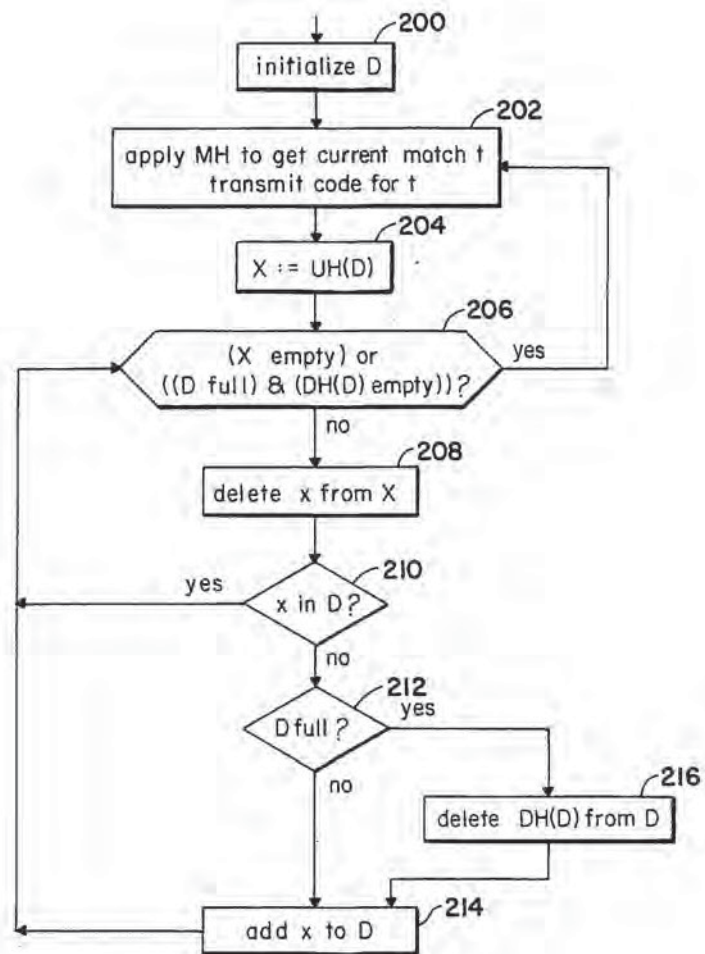 200
initialize D
202
apply MH to get current match t
transmit code for t
204
X := UH(D)
206
(X empty) or
((D full) & (DH(D) empty))?
yes
no
208
delete x from X
210
yes
x in D?
no
212
D full?
yes
no
216
delete DH(D) from D
214
add x to D